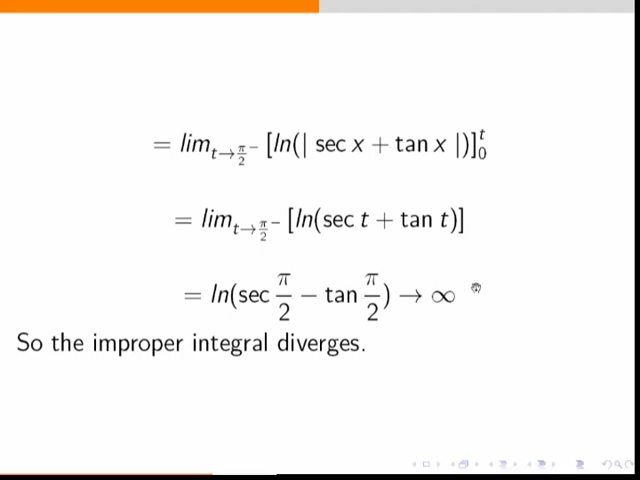 = lim_{t→π/2⁻} [ln(| sec x + tan x |)]₀ᵗ
= lim_{t→π/2⁻} [ln(sec t + tan t)]
= ln(sec π/2 − tan π/2) → ∞
So the improper integral diverges.